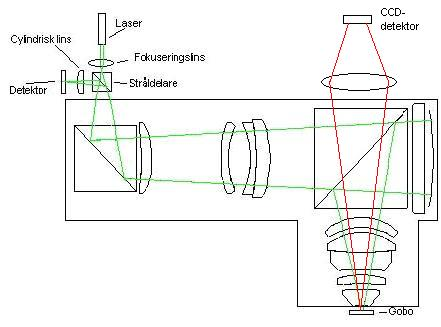 Laser
CCD-
detektor
Cylindrisk lins
Fokuseringslins
Detektor
Stråldelare
Gobo